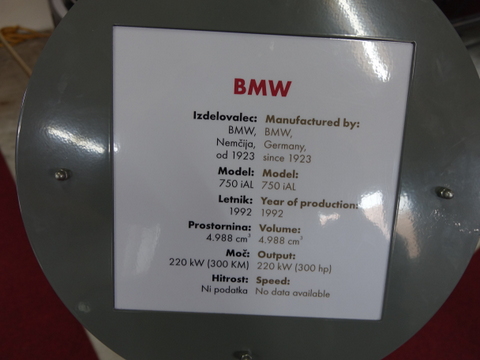 BMW
Izdelovalec: Manufactured by:
BMW, BMW,
Nemčija, Germany,
od 1923 since 1923
Model: Model:
750 iAL 750 iAL
Letnik: Year of production:
1992 1992
Prostornina: Volume:
4.988 cm³ 4.988 cm³
Moč: Output:
220 kW (300 KM) 220 kW (300 hp)
Hitrost: Speed:
Ni podatka No data available